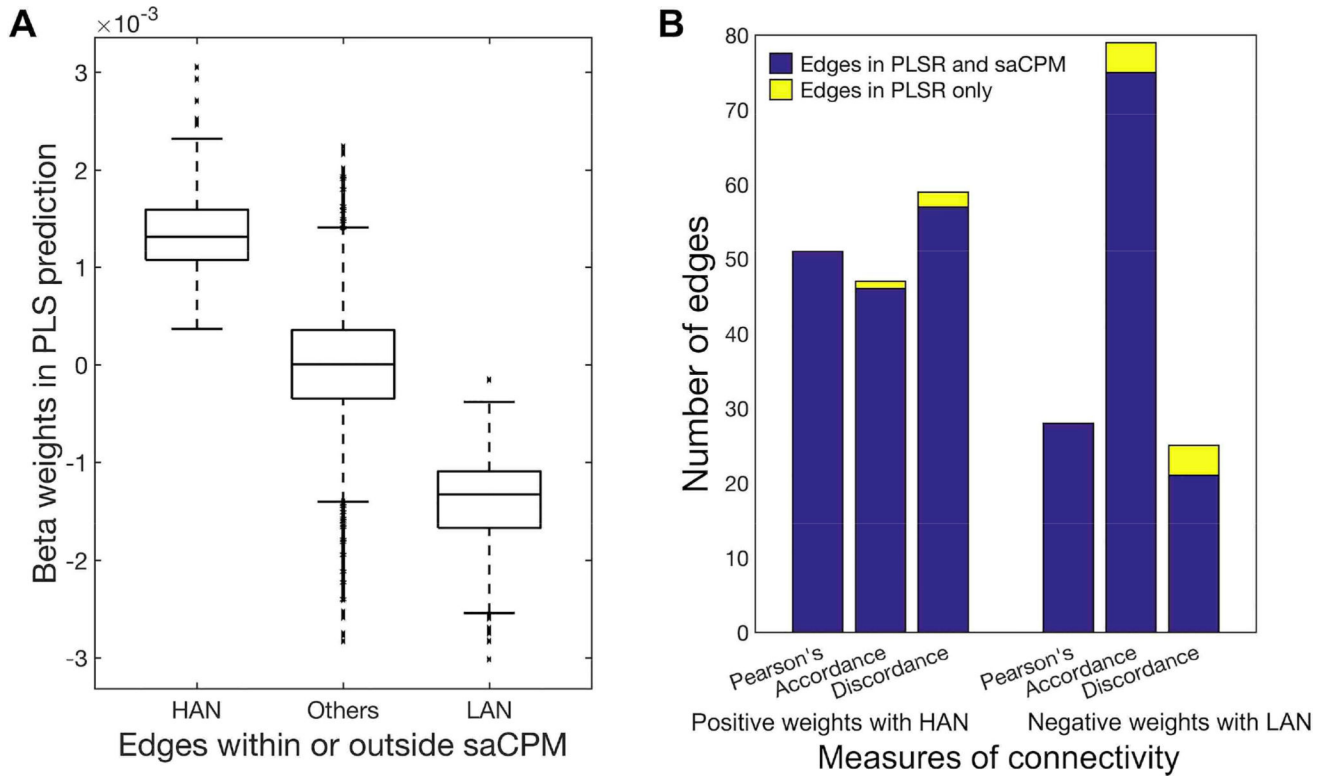 A
×10⁻³
3
2
1
0
-1
-2
-3
Beta weights in PLS prediction
HAN
Others
LAN
Edges within or outside saCPM
B
80
70
60
50
40
30
20
10
0
Number of edges
Edges in PLSR and saCPM
Edges in PLSR only
Pearson's
Accordance
Discordance
Pearson's
Accordance
Discordance
Positive weights with HAN
Negative weights with LAN
Measures of connectivity